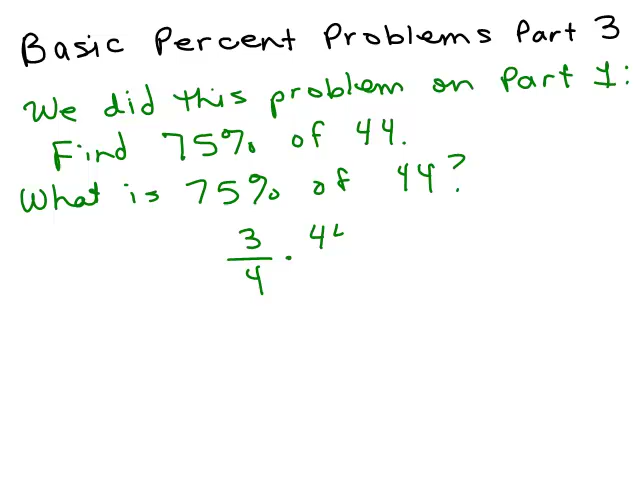 Basic Percent Problems Part 3
We did this problem on Part 1:
Find 75% of 44.
What is 75% of 44?
3/4 · 44